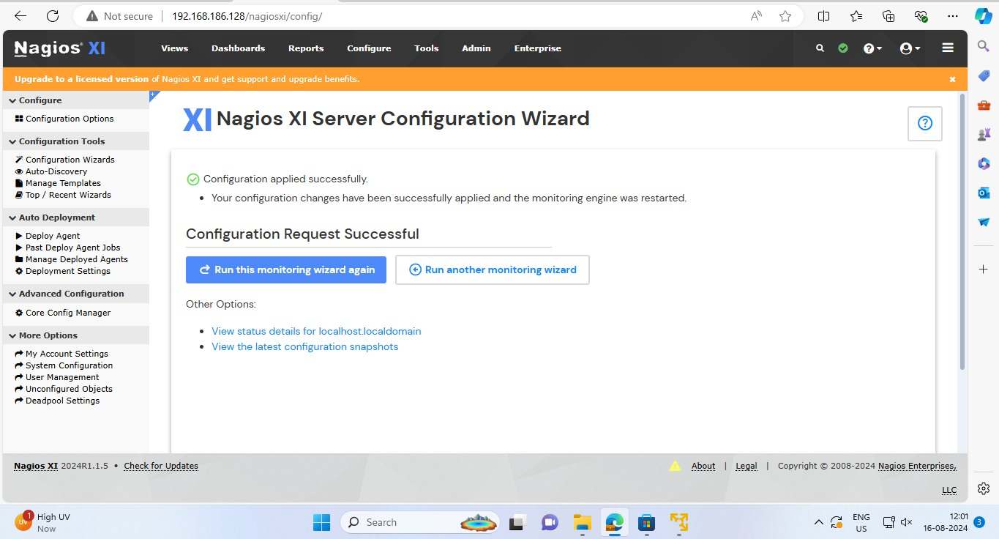 Not secure 192.168.186.128/nagiosxi/config/
Nagios XI Views Dashboards Reports Configure Tools Admin Enterprise
Upgrade to a licensed version of Nagios XI and get support and upgrade benefits.
Configure
Configuration Options
Configuration Tools
Configuration Wizards
Auto-Discovery
Manage Templates
Top / Recent Wizards
Auto Deployment
Deploy Agent
Past Deploy Agent Jobs
Manage Deployed Agents
Deployment Settings
Advanced Configuration
Core Config Manager
More Options
My Account Settings
System Configuration
User Management
Unconfigured Objects
Deadpool Settings
XI Nagios XI Server Configuration Wizard
Configuration applied successfully.
• Your configuration changes have been successfully applied and the monitoring engine was restarted.
Configuration Request Successful
Run this monitoring wizard again Run another monitoring wizard
Other Options:
• View status details for localhost.localdomain
• View the latest configuration snapshots
Nagios XI 2024R1.1.5 • Check for Updates About | Legal | Copyright © 2008-2024 Nagios Enterprises,
LLC
UV 1 High UV
Now
Search
ENG
US
12:01
16-08-2024
3